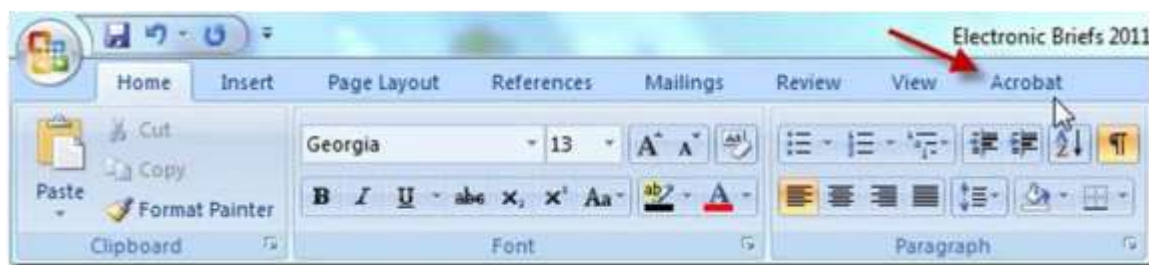 Electronic Briefs 2011
Home Insert Page Layout References Mailings Review View Acrobat
Cut
Copy
Paste
Format Painter
Georgia 13
Clipboard Font Paragraph